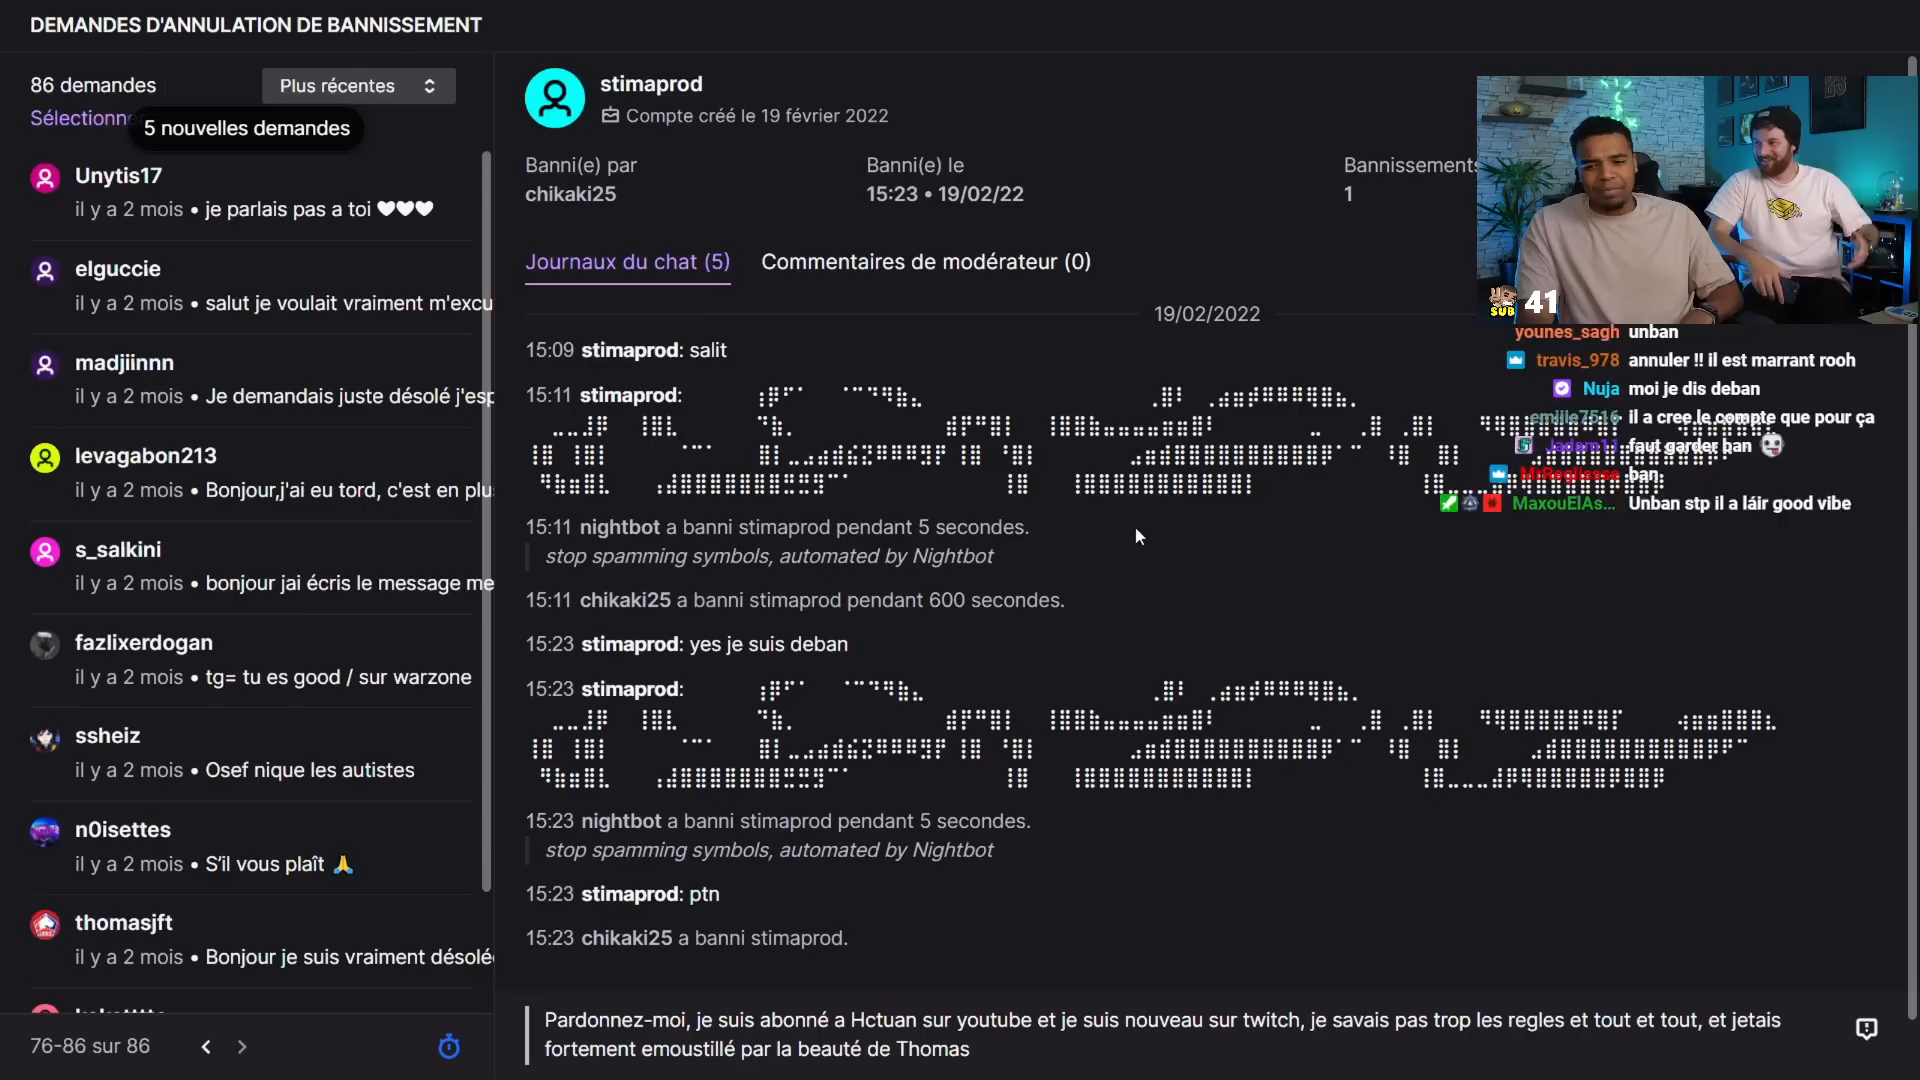 DEMANDES D'ANNULATION DE BANNISSEMENT
86 demandes
Plus récentes
Sélectionne
5 nouvelles demandes
Unytis17
il y a 2 mois • je parlais pas a toi 🤍🤍🤍
elguccie
il y a 2 mois • salut je voulait vraiment m'excu
madjiinnn
il y a 2 mois • Je demandais juste désolé j'esp
levagabon213
il y a 2 mois • Bonjour,j'ai eu tord, c'est en plu
s_salkini
il y a 2 mois • bonjour jai écris le message me
fazlixerdogan
il y a 2 mois • tg= tu es good / sur warzone
ssheiz
il y a 2 mois • Osef nique les autistes
n0isettes
il y a 2 mois • S'il vous plaît 🙏
thomasjft
il y a 2 mois • Bonjour je suis vraiment désolé
76-86 sur 86
stimaprod
Compte créé le 19 février 2022
Banni(e) par
chikaki25
Banni(e) le
15:23 • 19/02/22
Bannissements
1
Journaux du chat (5)
Commentaires de modérateur (0)
19/02/2022
15:09 stimaprod: salit
15:11 stimaprod:
15:11 nightbot a banni stimaprod pendant 5 secondes.
stop spamming symbols, automated by Nightbot
15:11 chikaki25 a banni stimaprod pendant 600 secondes.
15:23 stimaprod: yes je suis deban
15:23 stimaprod:
15:23 nightbot a banni stimaprod pendant 5 secondes.
stop spamming symbols, automated by Nightbot
15:23 stimaprod: ptn
15:23 chikaki25 a banni stimaprod.
Pardonnez-moi, je suis abonné a Hctuan sur youtube et je suis nouveau sur twitch, je savais pas trop les regles et tout et tout, et jetais
fortement emoustillé par la beauté de Thomas
SUB 41
younes_sagh unban
travis_978 annuler !! il est marrant rooh
Nuja moi je dis deban
emilie7516 il a cree le compte que pour ça
Jadam11 faut garder ban 👻
MrReglissse ban
MaxouElAs... Unban stp il a láir good vibe